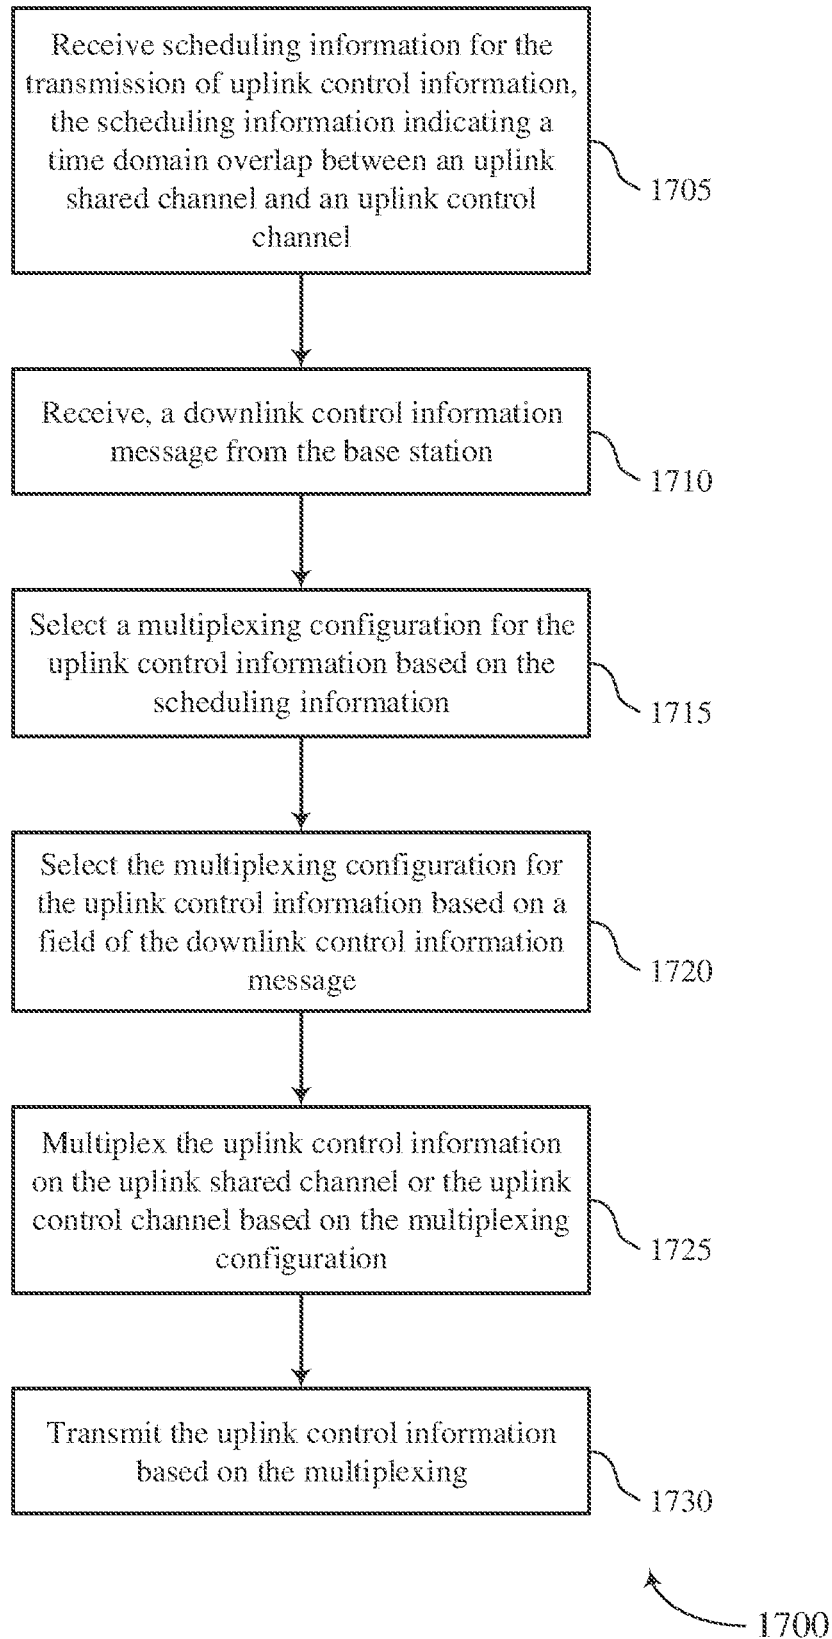 Receive scheduling information for the
transmission of uplink control information,
the scheduling information indicating a
time domain overlap between an uplink
shared channel and an uplink control
channel
1705
Receive, a downlink control information
message from the base station
1710
Select a multiplexing configuration for the
uplink control information based on the
scheduling information
1715
Select the multiplexing configuration for
the uplink control information based on a
field of the downlink control information
message
1720
Multiplex the uplink control information
on the uplink shared channel or the uplink
control channel based on the multiplexing
configuration
1725
Transmit the uplink control information
based on the multiplexing
1730
1700